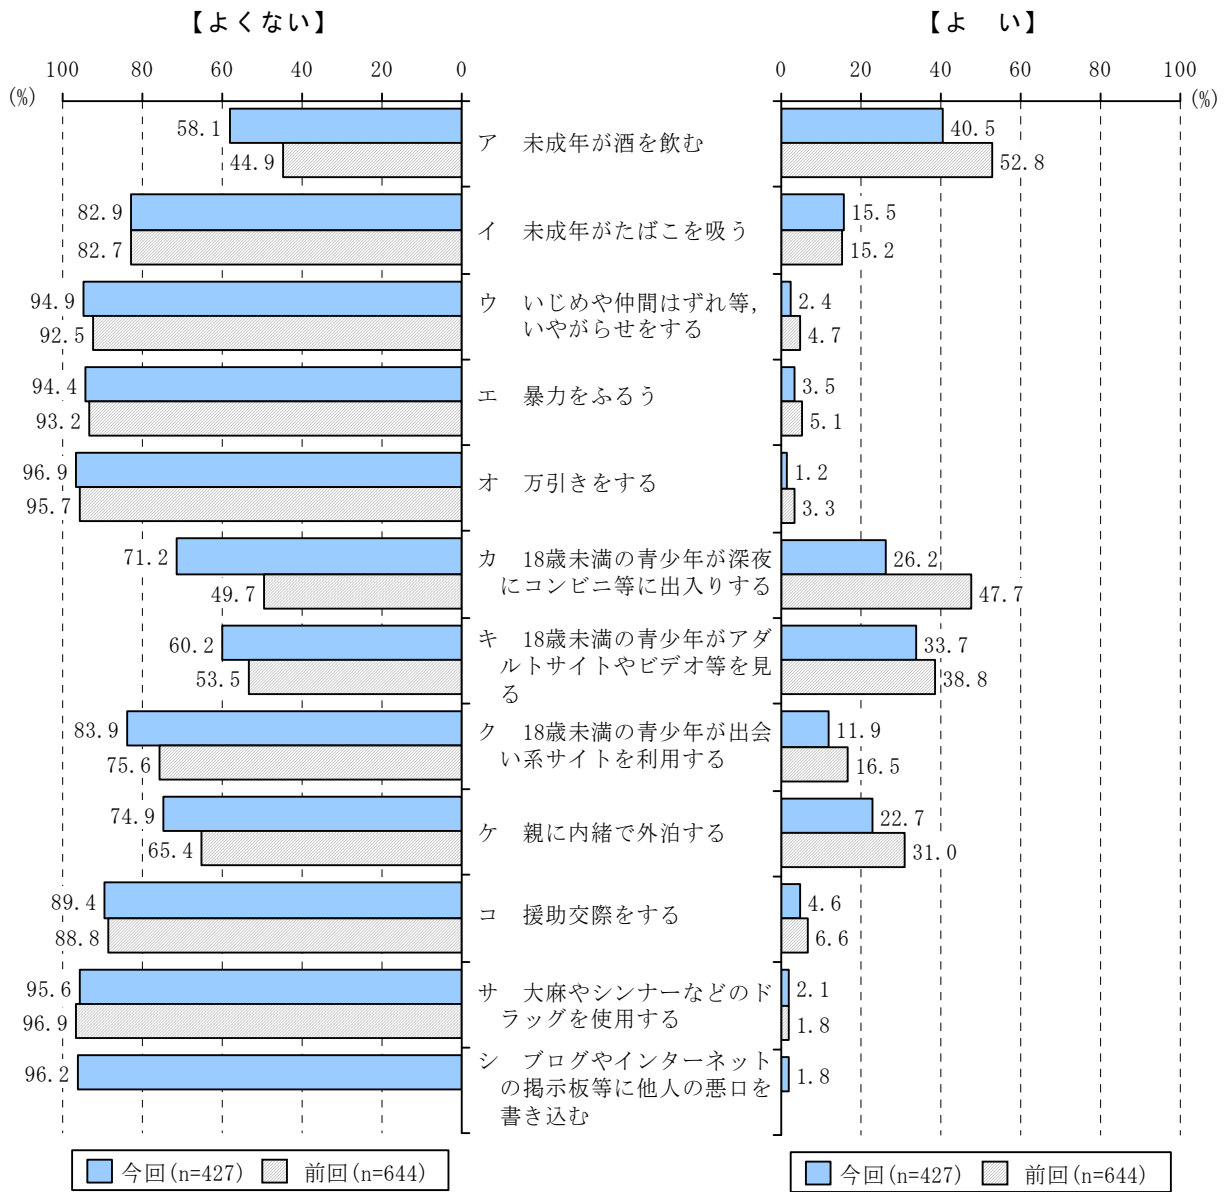 【よくない】
【よ　い】
100 80 60 40 20 0
0 20 40 60 80 100
(%)
(%)
58.1
44.9
ア　未成年が酒を飲む
40.5
52.8
82.9
82.7
イ　未成年がたばこを吸う
15.5
15.2
94.9
92.5
ウ　いじめや仲間はずれ等，
いやがらせをする
2.4
4.7
94.4
93.2
エ　暴力をふるう
3.5
5.1
96.9
95.7
オ　万引きをする
1.2
3.3
71.2
49.7
カ　18歳未満の青少年が深夜
にコンビニ等に出入りする
26.2
47.7
60.2
53.5
キ　18歳未満の青少年がアダ
ルトサイトやビデオ等を見
る
33.7
38.8
83.9
75.6
ク　18歳未満の青少年が出会
い系サイトを利用する
11.9
16.5
74.9
65.4
ケ　親に内緒で外泊する
22.7
31.0
89.4
88.8
コ　援助交際をする
4.6
6.6
95.6
96.9
サ　大麻やシンナーなどのド
ラッグを使用する
2.1
1.8
96.2
シ　ブログやインターネット
の掲示板等に他人の悪口を
書き込む
1.8
今回(n=427) 前回(n=644)
今回(n=427) 前回(n=644)